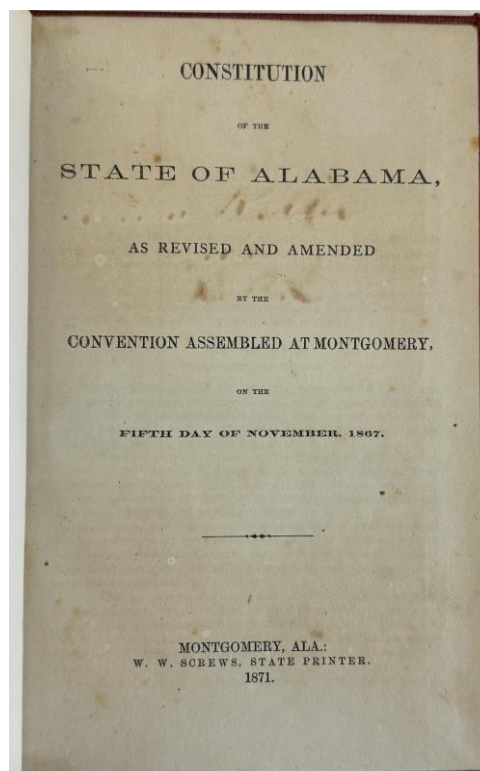 CONSTITUTION
OF THE
STATE OF ALABAMA,
AS REVISED AND AMENDED
BY THE
CONVENTION ASSEMBLED AT MONTGOMERY,
ON THE
FIFTH DAY OF NOVEMBER, 1867.
MONTGOMERY, ALA.:
W. W. SCREWS, STATE PRINTER.
1871.